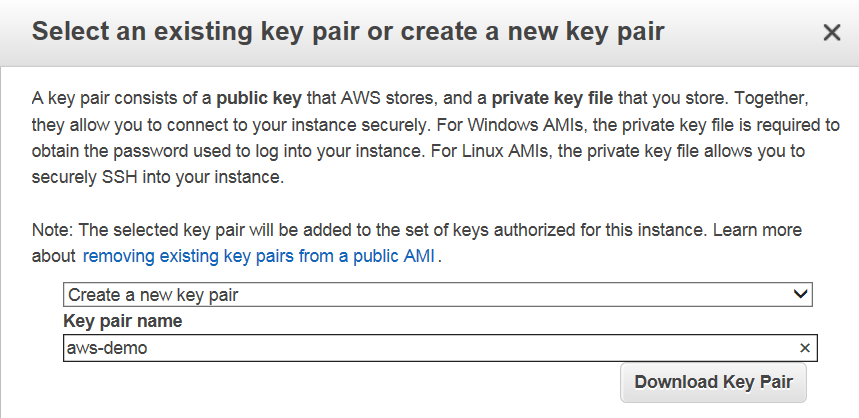 Select an existing key pair or create a new key pair
A key pair consists of a public key that AWS stores, and a private key file that you store. Together,
they allow you to connect to your instance securely. For Windows AMIs, the private key file is required to
obtain the password used to log into your instance. For Linux AMIs, the private key file allows you to
securely SSH into your instance.
Note: The selected key pair will be added to the set of keys authorized for this instance. Learn more
about removing existing key pairs from a public AMI.
Create a new key pair
Key pair name
aws-demo
Download Key Pair